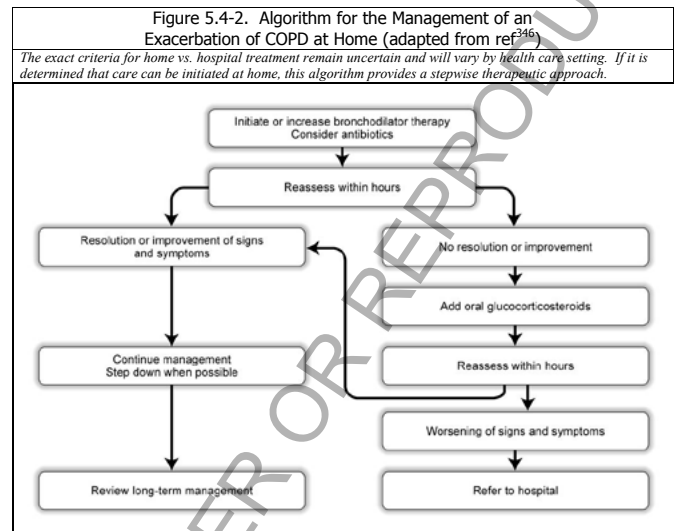 Figure 5.4-2. Algorithm for the Management of an
Exacerbation of COPD at Home (adapted from ref346)
The exact criteria for home vs. hospital treatment remain uncertain and will vary by health care setting. If it is
determined that care can be initiated at home, this algorithm provides a stepwise therapeutic approach.
Initiate or increase bronchodilator therapy
Consider antibiotics
Reassess within hours
Resolution or improvement of signs
and symptoms
No resolution or improvement
Add oral glucocorticosteroids
Continue management
Step down when possible
Reassess within hours
Worsening of signs and symptoms
Review long-term management
Refer to hospital
ER OR REPRODU